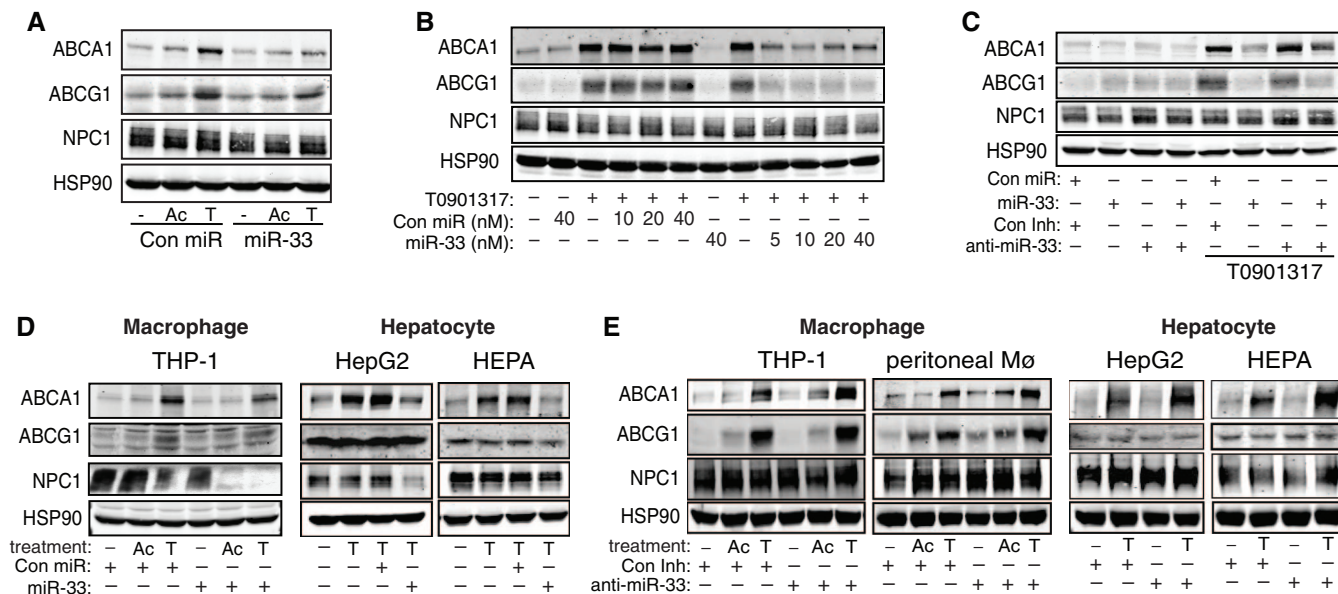 A
ABCA1
ABCG1
NPC1
HSP90
- Ac T - Ac T
Con miR miR-33
B
ABCA1
ABCG1
NPC1
HSP90
T0901317: – – + + + + – + + + + +
Con miR (nM): – 40 – 10 20 40 – – – – – –
miR-33 (nM): – – – – – – 40 – 5 10 20 40
C
ABCA1
ABCG1
NPC1
HSP90
Con miR: + – – – + – – –
miR-33: – + – + – + – +
Con Inh: + – – – + – – –
anti-miR-33: – – + + – – + +
T0901317
D
Macrophage Hepatocyte
THP-1 HepG2 HEPA
ABCA1
ABCG1
NPC1
HSP90
treatment: – Ac T – Ac T – T T T – T T T
Con miR: + + + – – – – – + – – – + –
miR-33: – – – + + + – – – + – – – +
E
Macrophage Hepatocyte
THP-1 peritoneal Mø HepG2 HEPA
ABCA1
ABCG1
NPC1
HSP90
treatment: – Ac T – Ac T – Ac T – Ac T – T – T – T – T
Con Inh: + + + – – – + + + – – – + + – – + + – –
anti-miR-33: – – – + + + – – – + + + – – + + – – + +